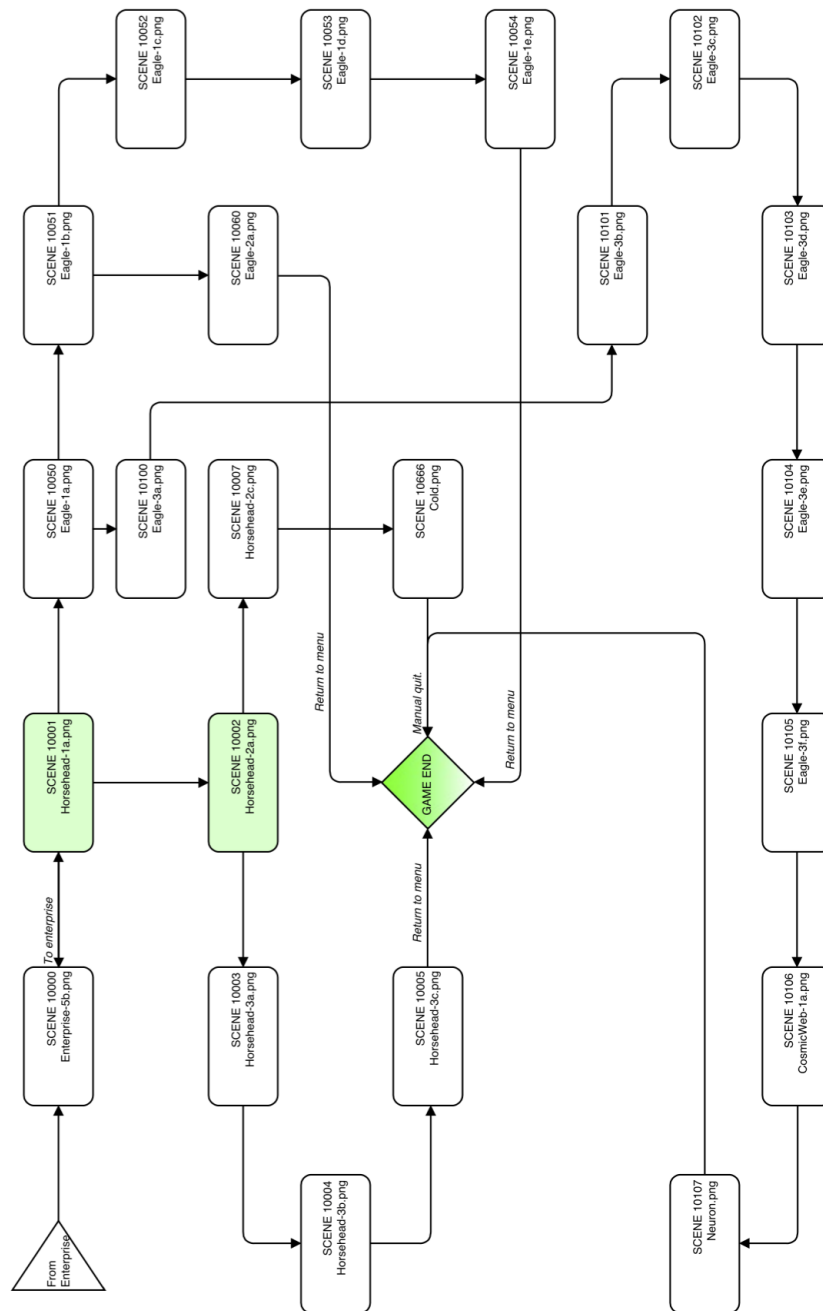 From
Enterprise
SCENE 10000
Enterprise-5b.png
To enterprise
SCENE 10001
Horsehead-1a.png
SCENE 10050
Eagle-1a.png
SCENE 10051
Eagle-1b.png
SCENE 10052
Eagle-1c.png
SCENE 10053
Eagle-1d.png
SCENE 10054
Eagle-1e.png
SCENE 10100
Eagle-3a.png
SCENE 10060
Eagle-2a.png
SCENE 10003
Horsehead-3a.png
SCENE 10002
Horsehead-2a.png
SCENE 10007
Horsehead-2c.png
SCENE 10004
Horsehead-3b.png
Return to menu
SCENE 10005
Horsehead-3c.png
Return to menu
GAME END
Manual quit.
SCENE 10666
Cold.png
Return to menu
SCENE 10101
Eagle-3b.png
SCENE 10102
Eagle-3c.png
SCENE 10107
Neuron.png
SCENE 10106
CosmicWeb-1a.png
SCENE 10105
Eagle-3f.png
SCENE 10104
Eagle-3e.png
SCENE 10103
Eagle-3d.png